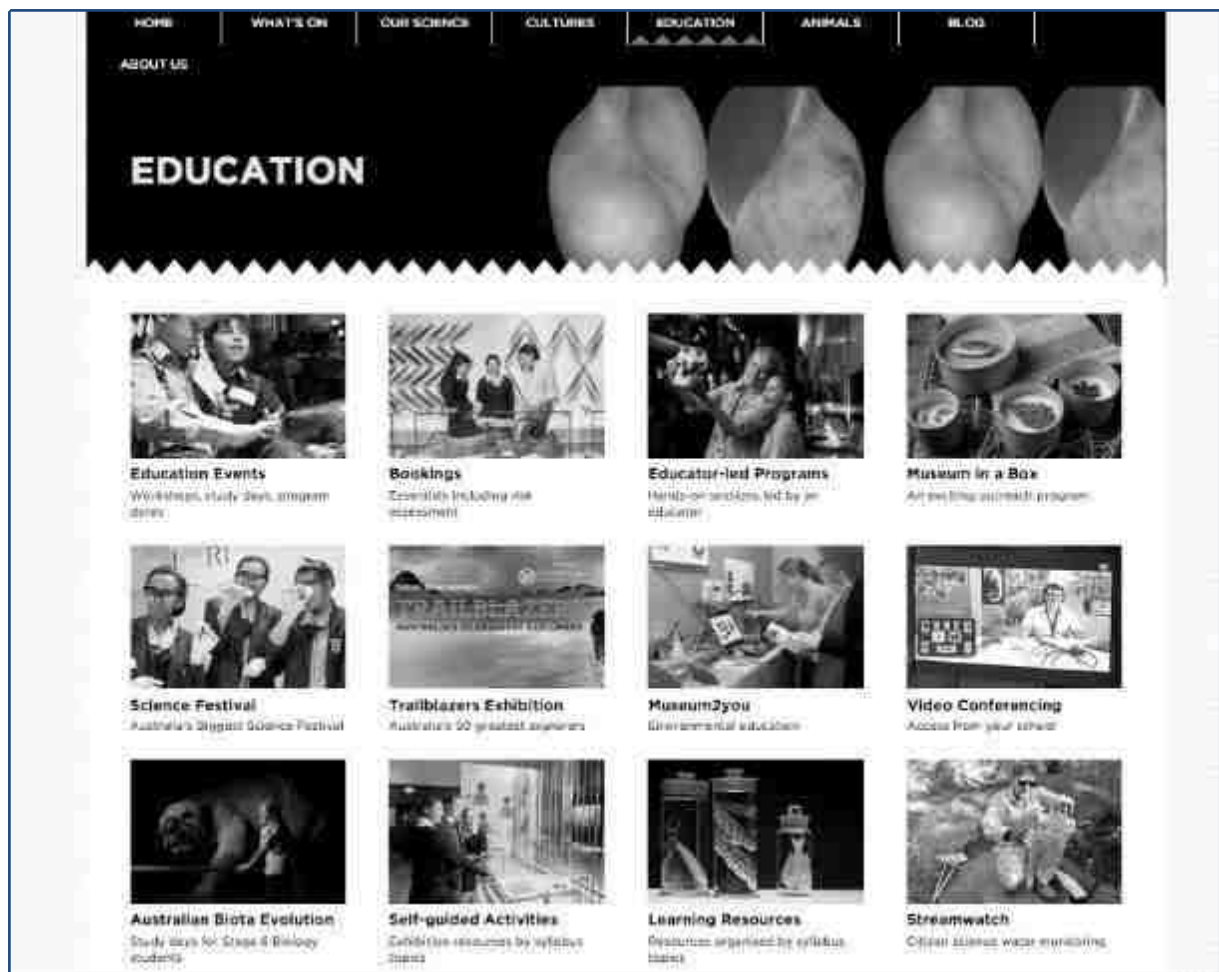 HOME WHAT'S ON OUR SCIENCE CULTURES EDUCATION ANIMALS BLOG
ABOUT US
EDUCATION
Education Events
Workshops, study days, program
dates
Bookings
Essentials including risk
assessment
Educator-led Programs
Hands-on sessions, led by an
educator
Museum in a Box
An exciting outreach program
Science Festival
Australia's Biggest Science Festival
Trailblazers Exhibition
Australia's 50 greatest explorers
Museum2you
Environmental education
Video Conferencing
Access from your school
Australian Biota Evolution
Study days for Stage 6 Biology
students
Self-guided Activities
Exhibition resources by syllabus
topics
Learning Resources
Resources organised by syllabus
topics
Streamwatch
Citizen science water monitoring